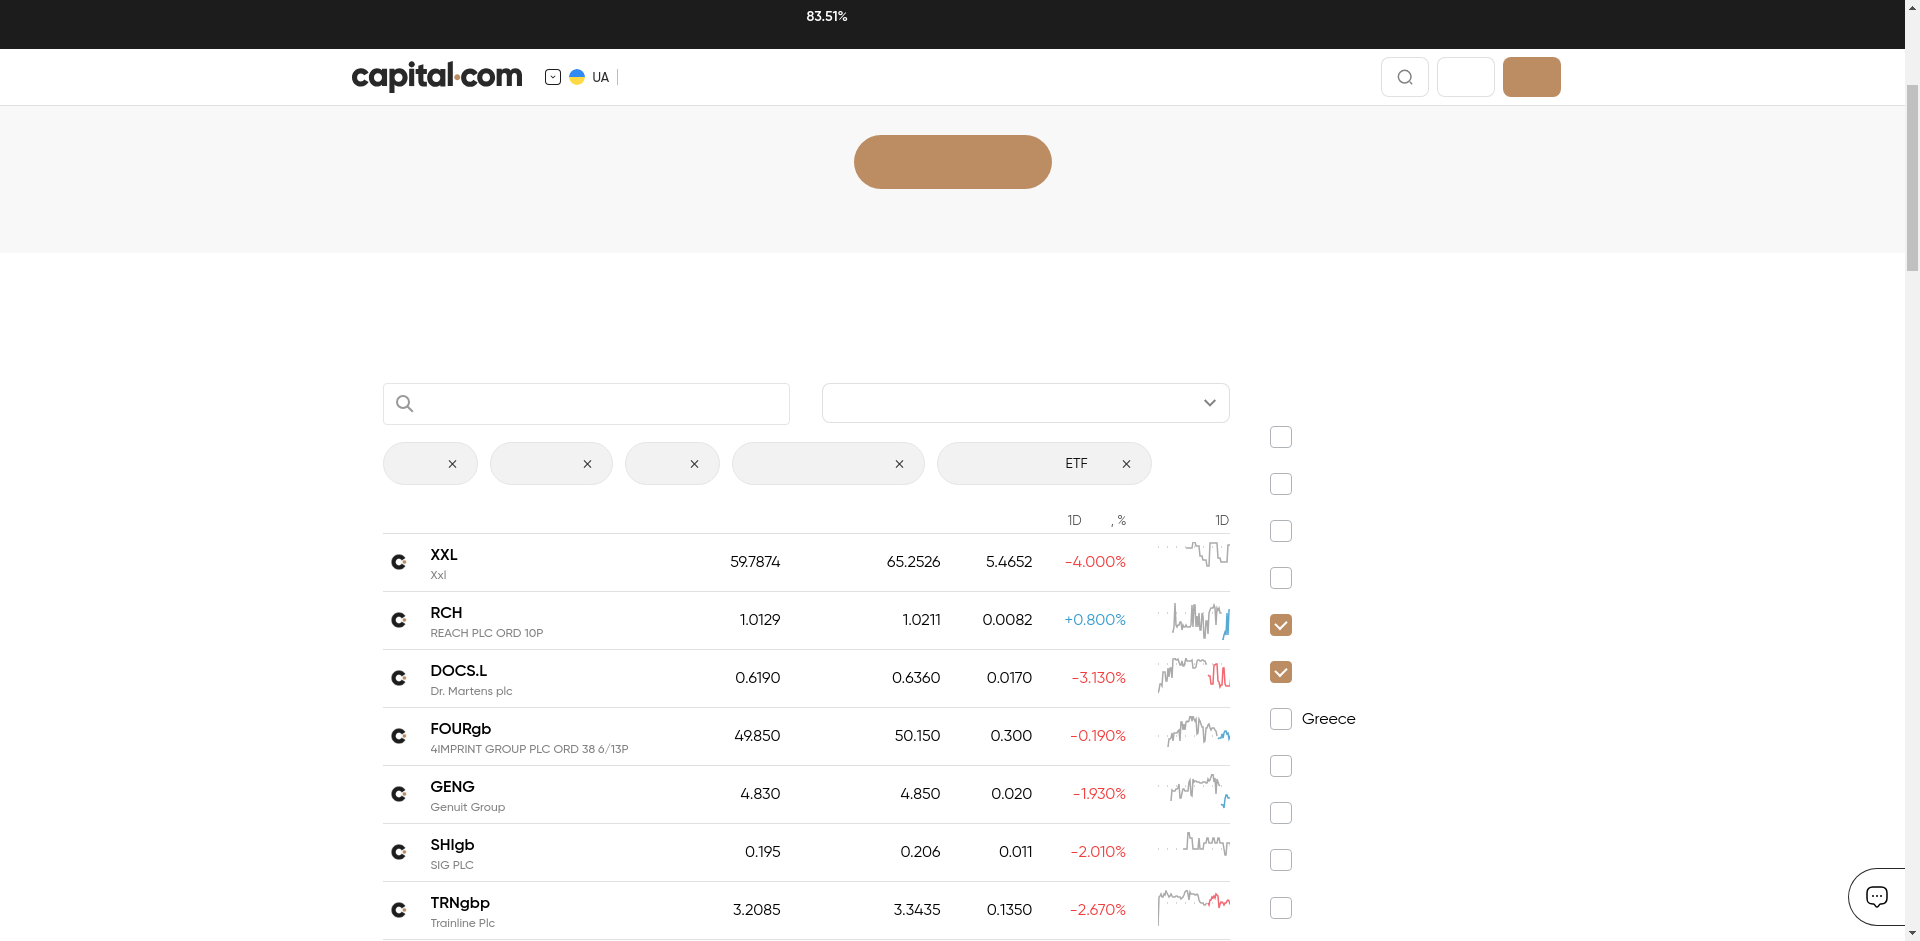 83.51%
capital.com
UA
ETF
1D , % 1D
XXL 59.7874 65.2526 5.4652 -4.000%
Xxl
RCH 1.0129 1.0211 0.0082 +0.800%
REACH PLC ORD 10P
DOCS.L 0.6190 0.6360 0.0170 -3.130%
Dr. Martens plc
Greece
FOURgb 49.850 50.150 0.300 -0.190%
4IMPRINT GROUP PLC ORD 38 6/13P
GENG 4.830 4.850 0.020 -1.930%
Genuit Group
SHIgb 0.195 0.206 0.011 -2.010%
SIG PLC
TRNgbp 3.2085 3.3435 0.1350 -2.670%
Trainline Plc